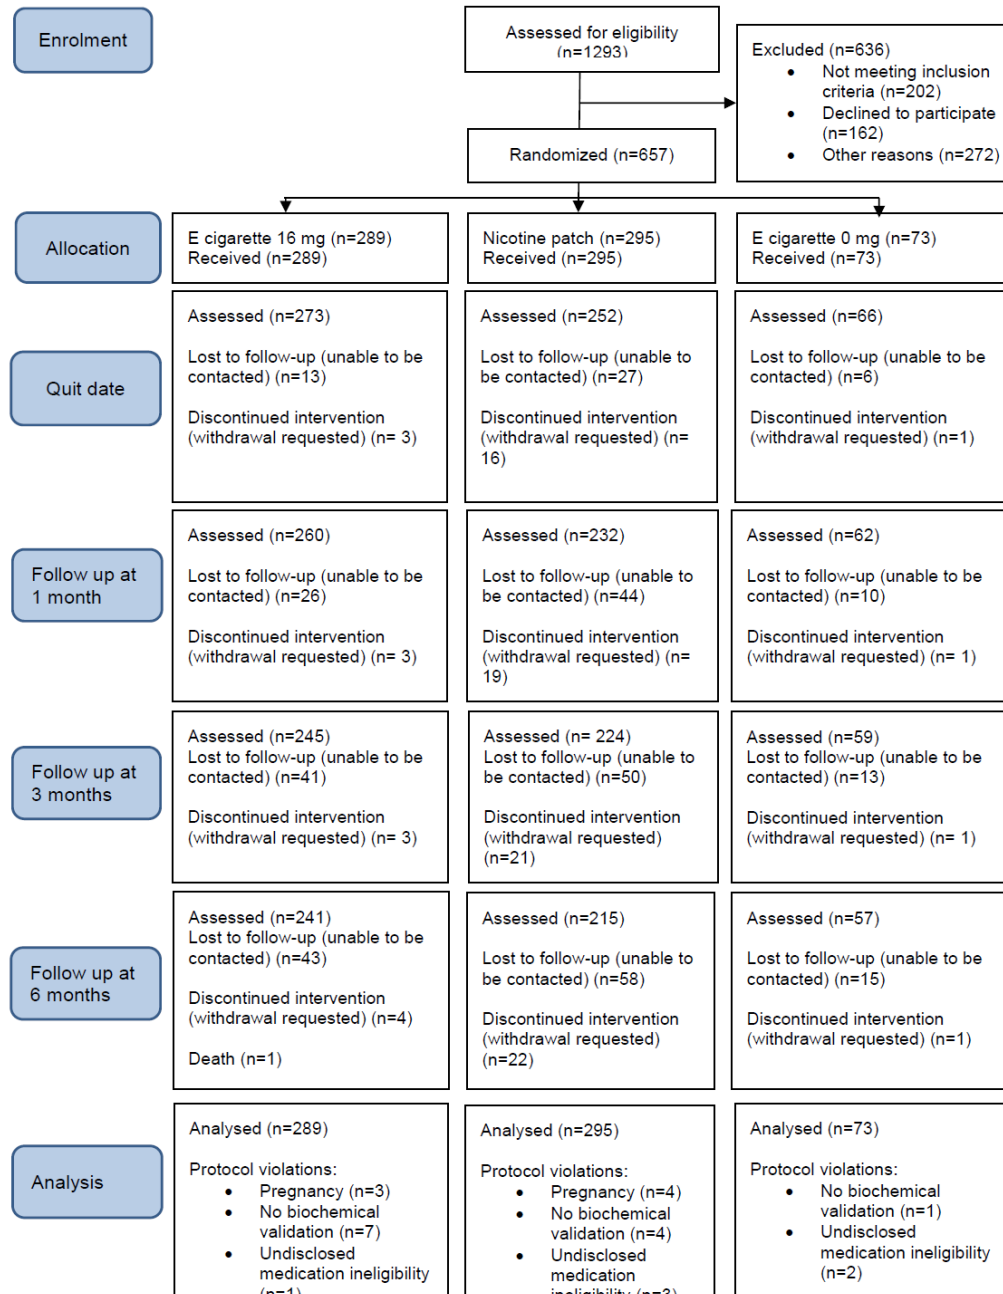 Enrolment
Assessed for eligibility
(n=1293)
Excluded (n=636)
• Not meeting inclusion
criteria (n=202)
• Declined to participate
(n=162)
• Other reasons (n=272)
Randomized (n=657)
Allocation
E cigarette 16 mg (n=289)
Received (n=289)
Nicotine patch (n=295)
Received (n=295)
E cigarette 0 mg (n=73)
Received (n=73)
Quit date
Assessed (n=273)
Lost to follow-up (unable to
be contacted) (n=13)
Discontinued intervention
(withdrawal requested) (n= 3)
Assessed (n=252)
Lost to follow-up (unable to
be contacted) (n=27)
Discontinued intervention
(withdrawal requested) (n=
16)
Assessed (n=66)
Lost to follow-up (unable to be
contacted) (n=6)
Discontinued intervention
(withdrawal requested) (n=1)
Follow up at
1 month
Assessed (n=260)
Lost to follow-up (unable to be
contacted) (n=26)
Discontinued intervention
(withdrawal requested) (n= 3)
Assessed (n=232)
Lost to follow-up (unable to
be contacted) (n=44)
Discontinued intervention
(withdrawal requested) (n=
19)
Assessed (n=62)
Lost to follow-up (unable to be
contacted) (n=10)
Discontinued intervention
(withdrawal requested) (n= 1)
Follow up at
3 months
Assessed (n=245)
Lost to follow-up (unable to be
contacted) (n=41)
Discontinued intervention
(withdrawal requested) (n= 3)
Assessed (n= 224)
Lost to follow-up (unable to
be contacted) (n=50)
Discontinued intervention
(withdrawal requested)
(n=21)
Assessed (n=59)
Lost to follow-up (unable to be
contacted) (n=13)
Discontinued intervention
(withdrawal requested) (n= 1)
Follow up at
6 months
Assessed (n=241)
Lost to follow-up (unable to be
contacted) (n=43)
Discontinued intervention
(withdrawal requested) (n=4)
Death (n=1)
Assessed (n=215)
Lost to follow-up (unable to
be contacted) (n=58)
Discontinued intervention
(withdrawal requested)
(n=22)
Assessed (n=57)
Lost to follow-up (unable to be
contacted) (n=15)
Discontinued intervention
(withdrawal requested) (n=1)
Analysis
Analysed (n=289)
Protocol violations:
• Pregnancy (n=3)
• No biochemical
validation (n=7)
• Undisclosed
medication ineligibility
(n=1)
Analysed (n=295)
Protocol violations:
• Pregnancy (n=4)
• No biochemical
validation (n=4)
• Undisclosed
medication
ineligibility (n=3)
Analysed (n=73)
Protocol violations:
• No biochemical
validation (n=1)
• Undisclosed
medication ineligibility
(n=2)